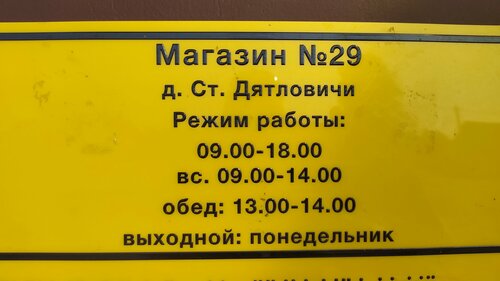 Магазин №29
д. Ст. Дятловичи
Режим работы:
09.00-18.00
вс. 09.00-14.00
обед: 13.00-14.00
выходной: понедельник